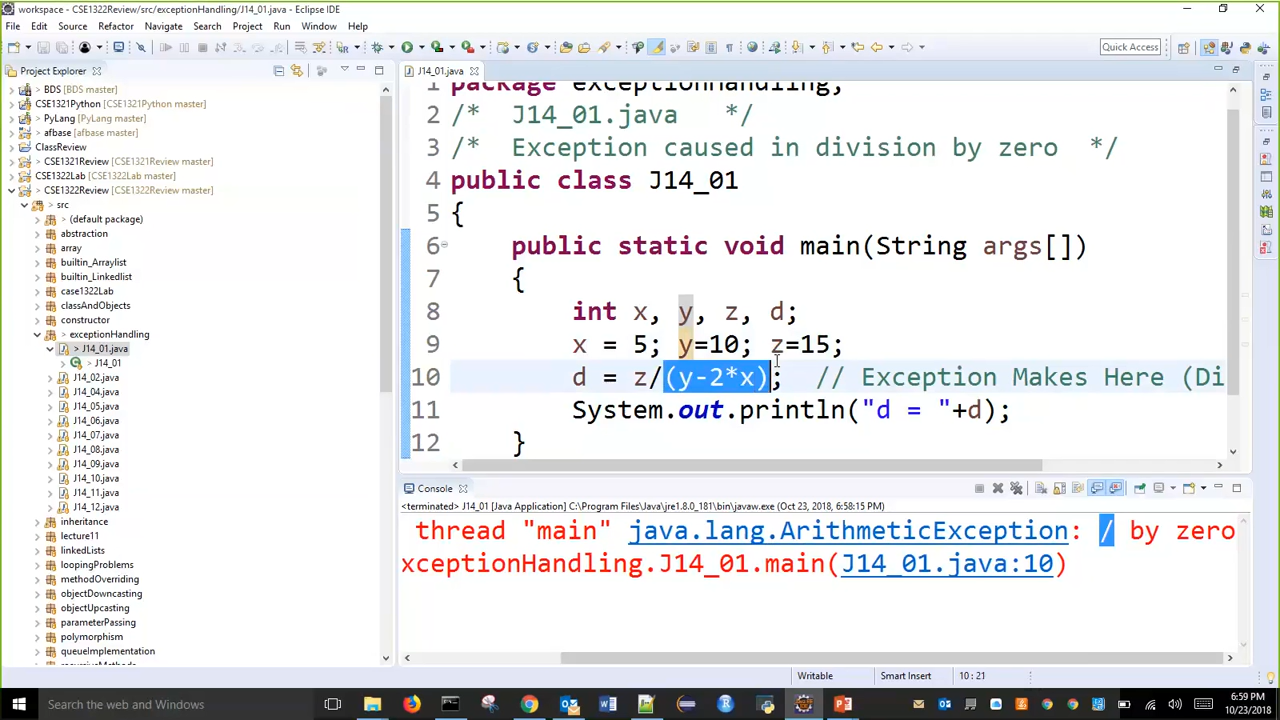 workspace - CSE1322Review/src/exceptionHandling/J14_01.java - Eclipse IDE
File Edit Source Refactor Navigate Search Project Run Window Help
Quick Access
Project Explorer
> BDS [BDS master]
> CSE1321Python [CSE1321Python master]
> PyLang [PyLang master]
> afbase [afbase master]
ClassReview
> CSE1321Review [CSE1321Review master]
> CSE1322Lab [CSE1322Lab master]
> CSE1322Review [CSE1322Review master]
> src
> (default package)
abstraction
array
builtin_Arraylist
builtin_Linkedlist
case1322Lab
classAndObjects
constructor
> exceptionHandling
> J14_01.java
> J14_01
J14_02.java
J14_04.java
J14_05.java
J14_06.java
J14_07.java
J14_08.java
J14_09.java
J14_10.java
J14_11.java
J14_12.java
inheritance
lecture11
linkedLists
loopingProblems
methodOverriding
objectDowncasting
objectUpcasting
parameterPassing
polymorphism
queueImplementation
J14_01.java
1 package exceptionHandling;
2 /* J14_01.java */
3 /* Exception caused in division by zero */
4 public class J14_01
5 {
6 public static void main(String args[])
7 {
8 int x, y, z, d;
9 x = 5; y=10; z=15;
10 d = z/(y-2*x); // Exception Makes Here (Di
11 System.out.println("d = "+d);
12 }
Console
<terminated> J14_01 [Java Application] C:\Program Files\Java\jre1.8.0_181\bin\javaw.exe (Oct 23, 2018, 6:58:15 PM)
thread "main" java.lang.ArithmeticException: / by zero
xceptionHandling.J14_01.main(J14_01.java:10)
Writable Smart Insert 10 : 21
Search the web and Windows
6:59 PM
10/23/2018